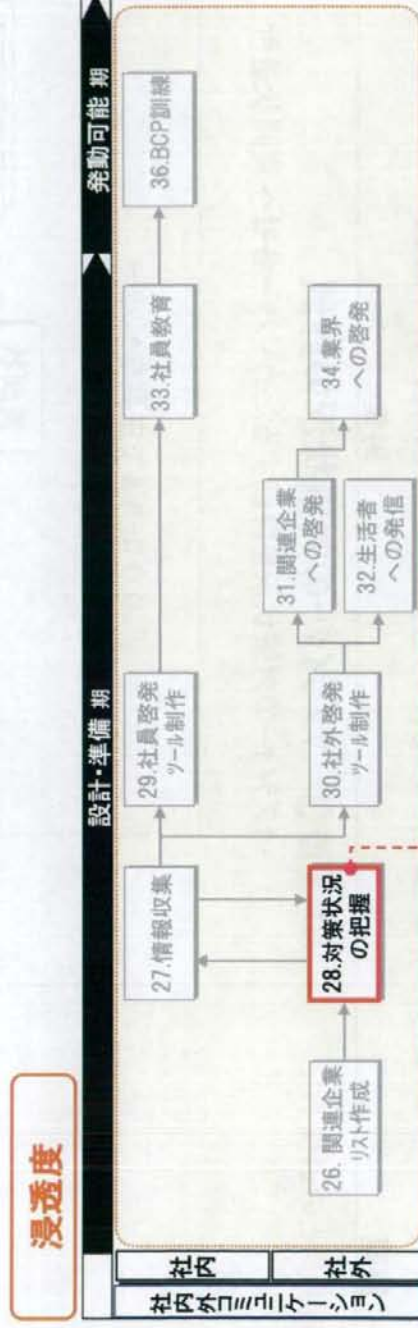 浸透度
設計・準備 期
発動可能 期
社内外コミュニケーション
社内
社外
27.情報収集
29.社員啓発
ツール制作
33.社員教育
36.BCP訓練
26.関連企業
リスト作成
28.対策状況
の把握
30.社外啓発
ツール制作
31.関連企業
への啓発
32.生活者
への発信
34.業界
への啓発